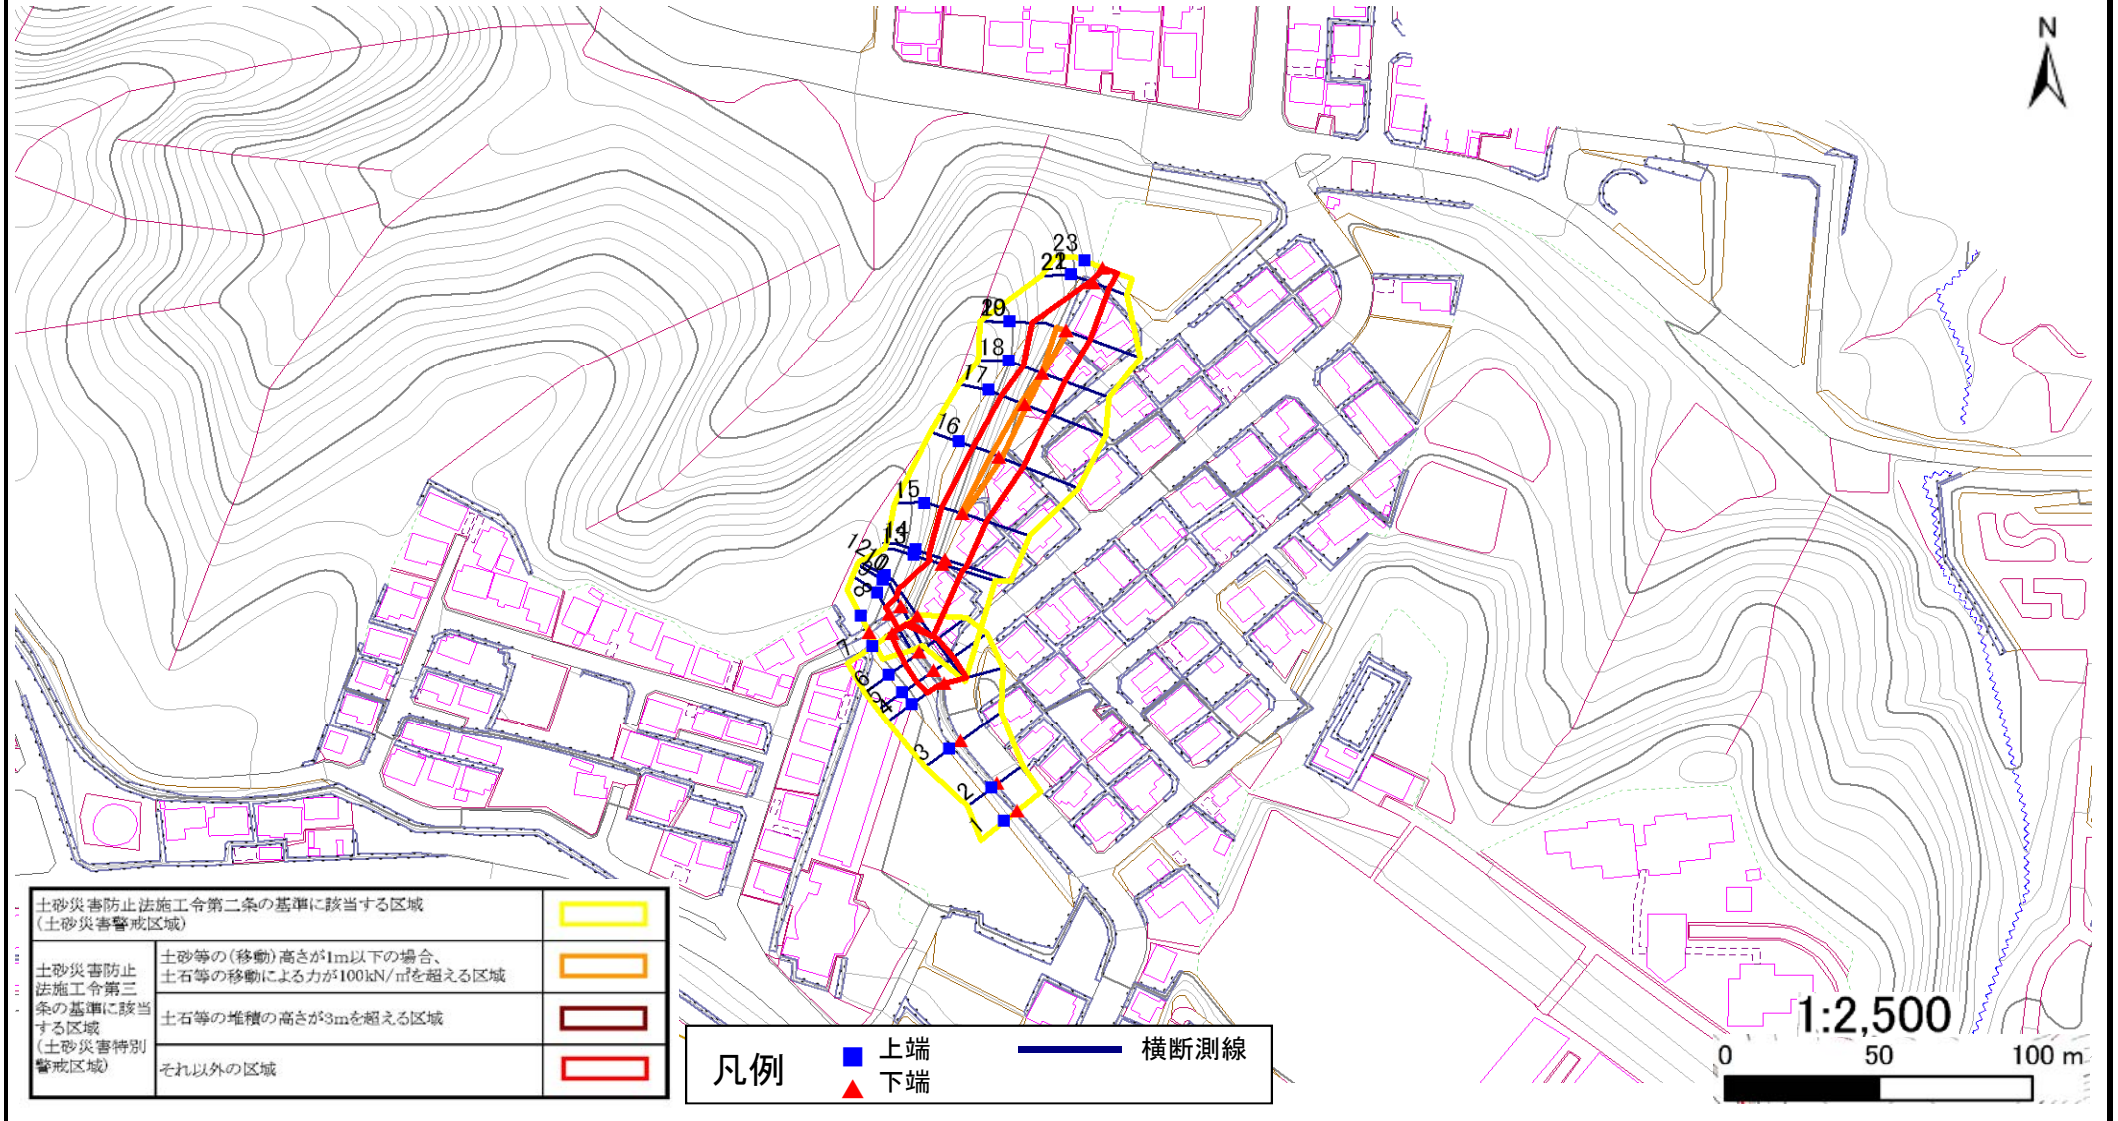 N
23
22
20
18
17
16
15
14
13
12
10
9
8
7
6
5
4
3
2
1
土砂災害防止法施工令第二条の基準に該当する区域
(土砂災害警戒区域)
土砂災害防止
法施工令第三
条の基準に該当
する区域
(土砂災害特別
警戒区域)
土砂等の(移動)高さが1m以下の場合、
土石等の移動による力が100kN/㎡を超える区域
土石等の堆積の高さが3mを超える区域
それ以外の区域
凡例
上端
下端
横断測線
1:2,500
0 50 100 m